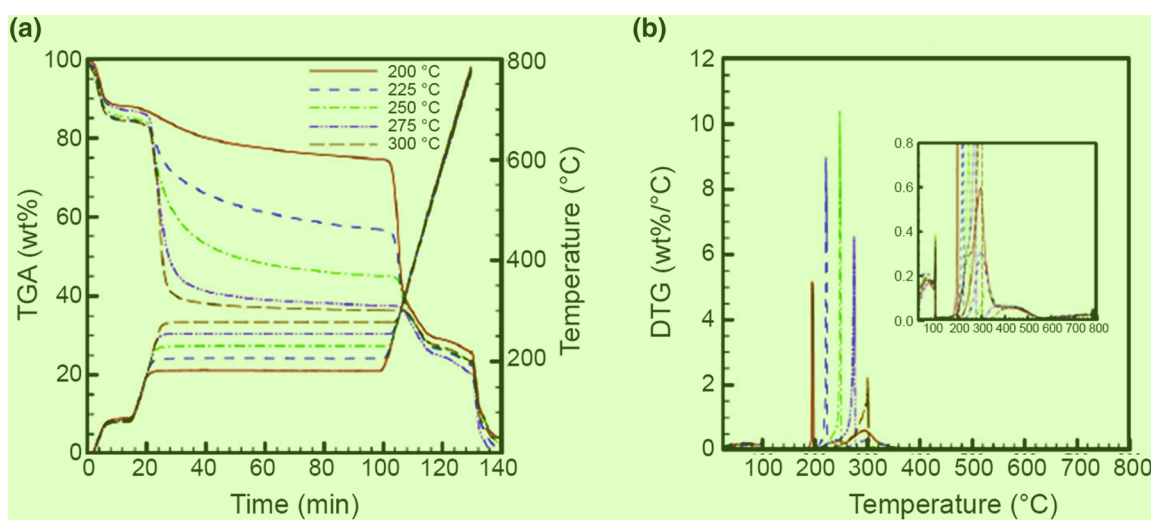 (a)
100
80
60
40
20
0
TGA (wt%)
800
600
400
200
Temperature (°C)
200 °C
225 °C
250 °C
275 °C
300 °C
0 20 40 60 80 100 120 140
Time (min)
(b)
12
10
8
6
4
2
0
DTG (wt%/°C)
0.8
0.6
0.4
0.2
0.0
100 200 300 400 500 600 700 800
100 200 300 400 500 600 700 800
Temperature (°C)